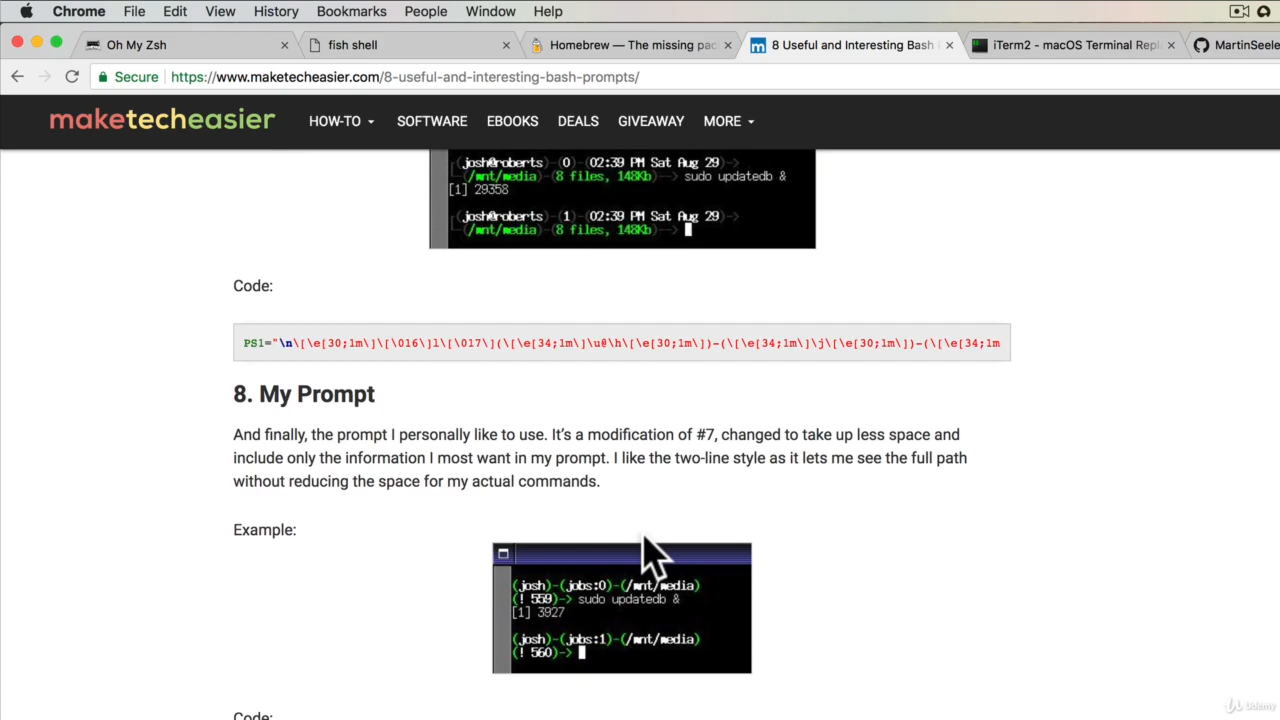 Chrome File Edit View History Bookmarks People Window Help
Oh My Zsh
fish shell
Homebrew — The missing pac
8 Useful and Interesting Bash
iTerm2 - macOS Terminal Repl
MartinSeele
Secure https://www.maketecheasier.com/8-useful-and-interesting-bash-prompts/
maketecheasier HOW-TO SOFTWARE EBOOKS DEALS GIVEAWAY MORE
(josh@roberts)-(0)-(02:39 PM Sat Aug 29)->
(/mnt/media)-(8 files, 148Kb)--> sudo updatedb &
[1] 29358
(josh@roberts)-(1)-(02:39 PM Sat Aug 29)->
(/mnt/media)-(8 files, 148Kb)-->
Code:
PS1="\n\[\e[30;1m\]\[\016\]l\[\017\](\[\e[34;1m\]\u@\h\[\e[30;1m\])-(\[\e[34;1m\]\j\[\e[30;1m\])-(\[\e[34;1m
8. My Prompt
And finally, the prompt I personally like to use. It’s a modification of #7, changed to take up less space and
include only the information I most want in my prompt. I like the two-line style as it lets me see the full path
without reducing the space for my actual commands.
Example:
(josh)-(jobs:0)-(/mnt/media)
(! 559)-> sudo updatedb &
[1] 3927
(josh)-(jobs:1)-(/mnt/media)
(! 560)->
Code:
Udemy